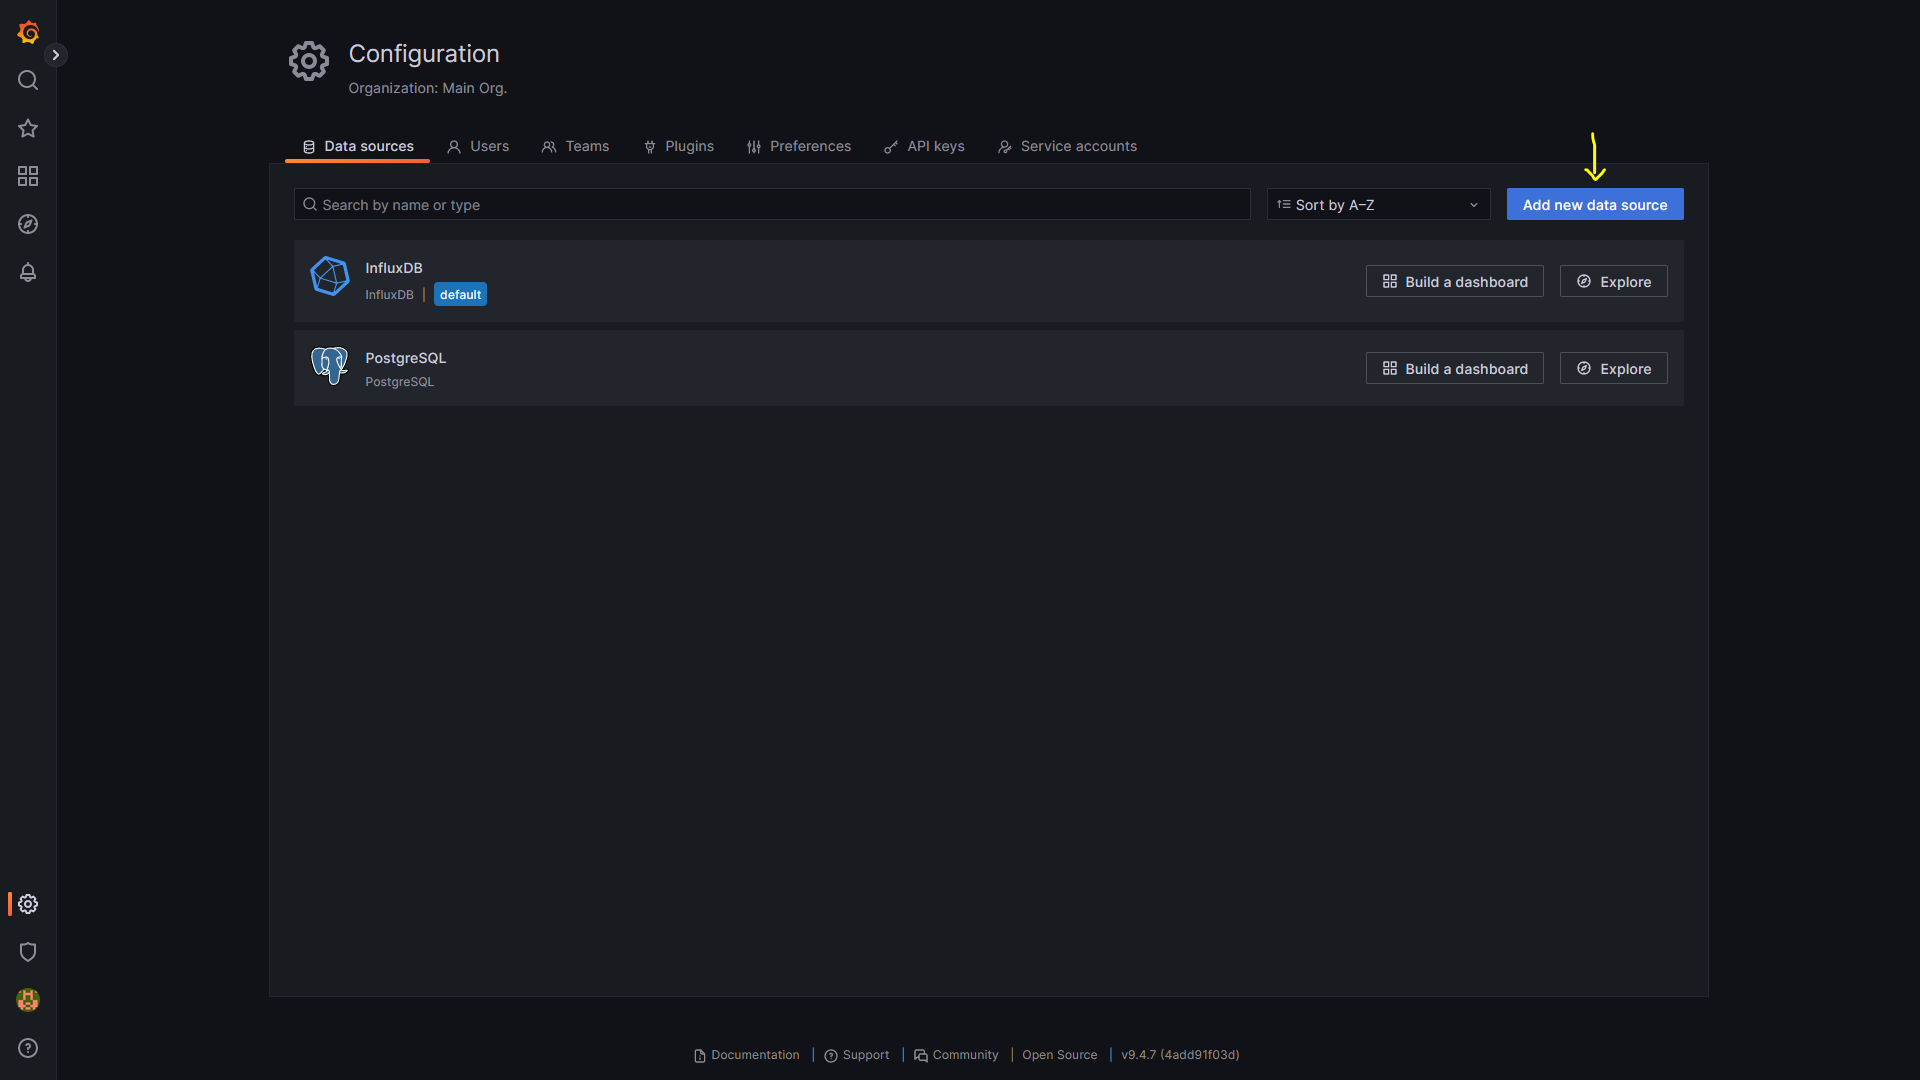 Configuration
Organization: Main Org.
Data sources Users Teams Plugins Preferences API keys Service accounts
Search by name or type Sort by A–Z Add new data source
InfluxDB
InfluxDB | default
Build a dashboard Explore
PostgreSQL
PostgreSQL
Build a dashboard Explore
Documentation | Support | Community | Open Source | v9.4.7 (4add91f03d)